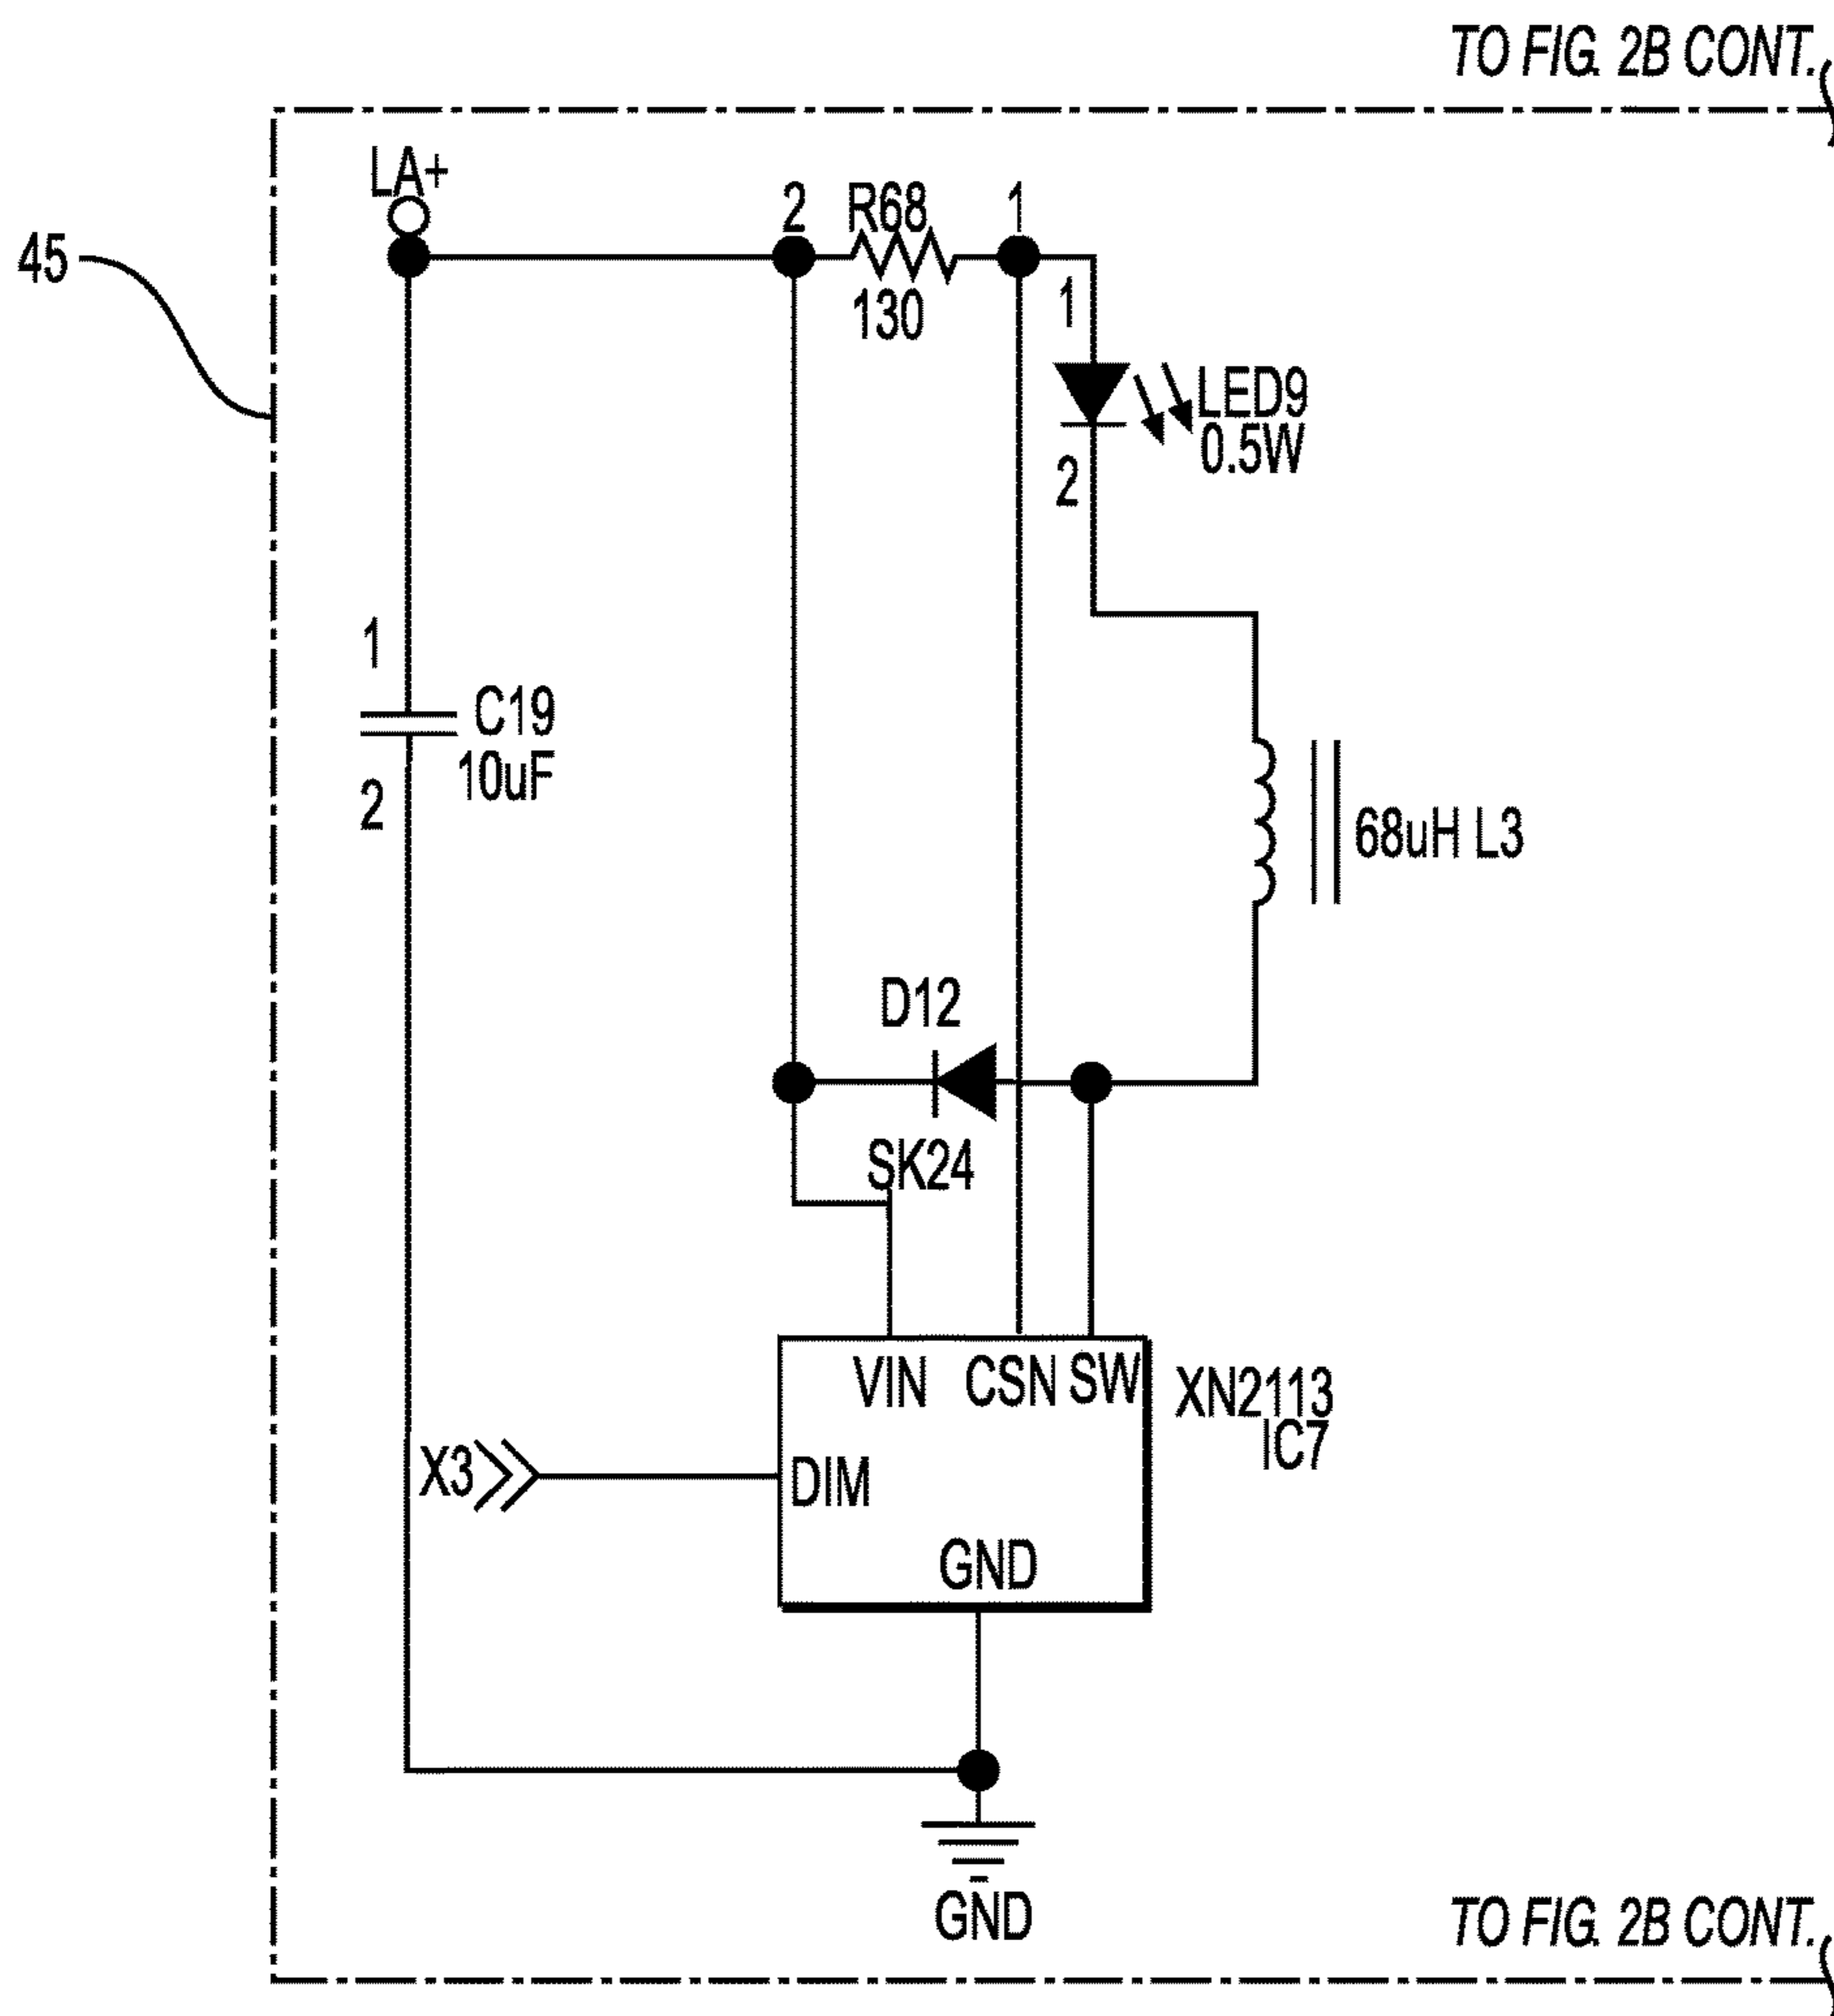 TO FIG. 2B CONT.
LA+
2 R68 1
45
130
1
LED9
0.5W
2
1
C19
10uF
2
68uH L3
D12
SK24
VIN CSN SW
XN2113
IC7
X3
DIM
GND
GND
TO FIG. 2B CONT.